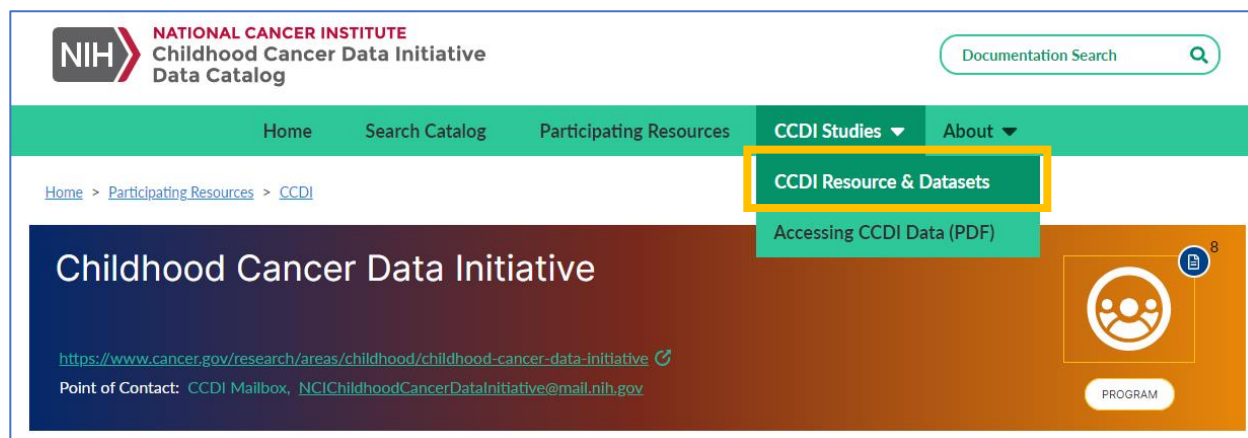 NIH
NATIONAL CANCER INSTITUTE
Childhood Cancer Data Initiative
Data Catalog
Documentation Search
Home Search Catalog Participating Resources CCDI Studies About
CCDI Resource & Datasets
Accessing CCDI Data (PDF)
Home > Participating Resources > CCDI
Childhood Cancer Data Initiative
8
https://www.cancer.gov/research/areas/childhood/childhood-cancer-data-initiative
Point of Contact: CCDI Mailbox, NCIChildhoodCancerDataInitiative@mail.nih.gov
PROGRAM